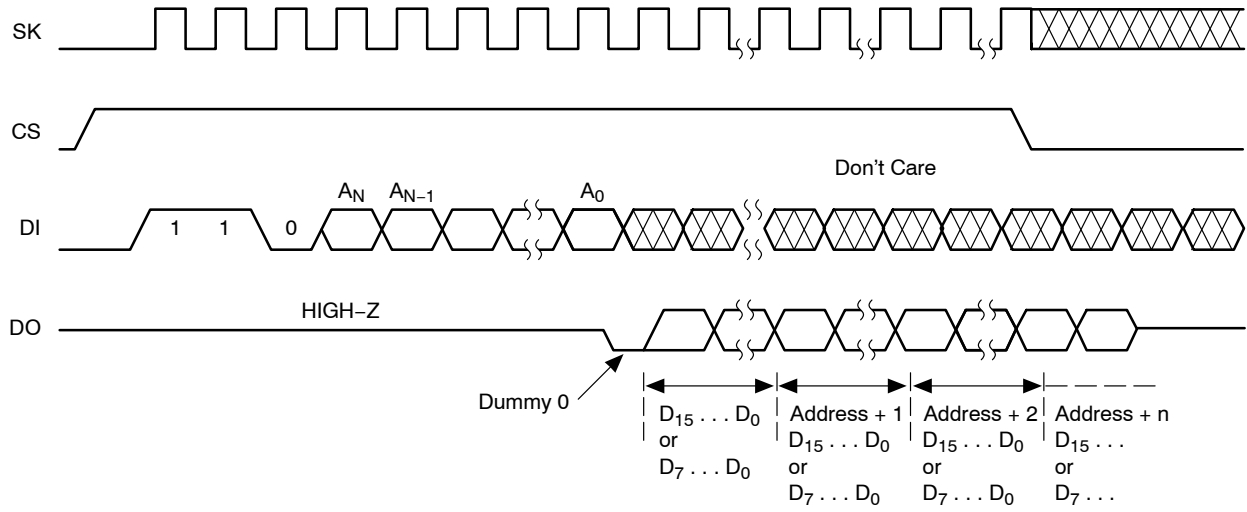 SK
CS
Don't Care
A_N A_N−1 A_0
DI 1 1 0
HIGH−Z
DO
Dummy 0
D_15 . . . D_0
or
D_7 . . . D_0
Address + 1
D_15 . . . D_0
or
D_7 . . . D_0
Address + 2
D_15 . . . D_0
or
D_7 . . . D_0
Address + n
D_15 . . .
or
D_7 . . .